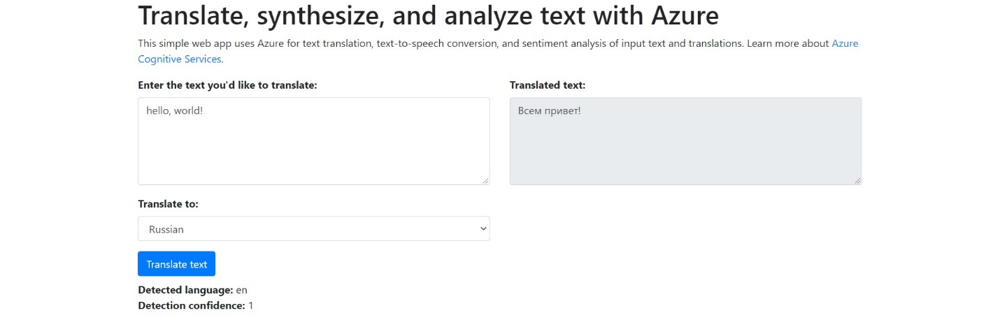 Translate, synthesize, and analyze text with Azure
This simple web app uses Azure for text translation, text-to-speech conversion, and sentiment analysis of input text and translations. Learn more about Azure
Cognitive Services.
Enter the text you'd like to translate:
hello, world!
Translated text:
Всем привет!
Translate to:
Russian
Translate text
Detected language: en
Detection confidence: 1